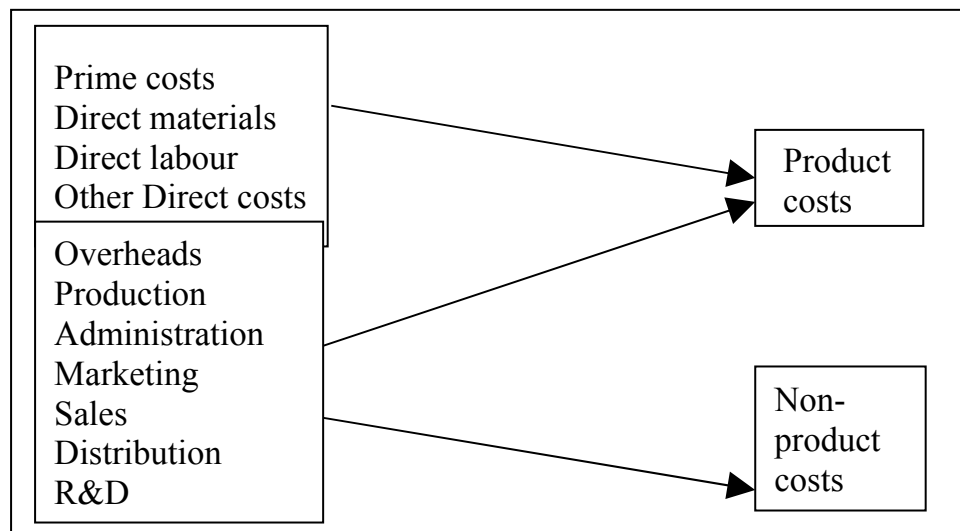 Prime costs
Direct materials
Direct labour
Other Direct costs
Overheads
Production
Administration
Marketing
Sales
Distribution
R&D
Product
costs
Non-
product
costs